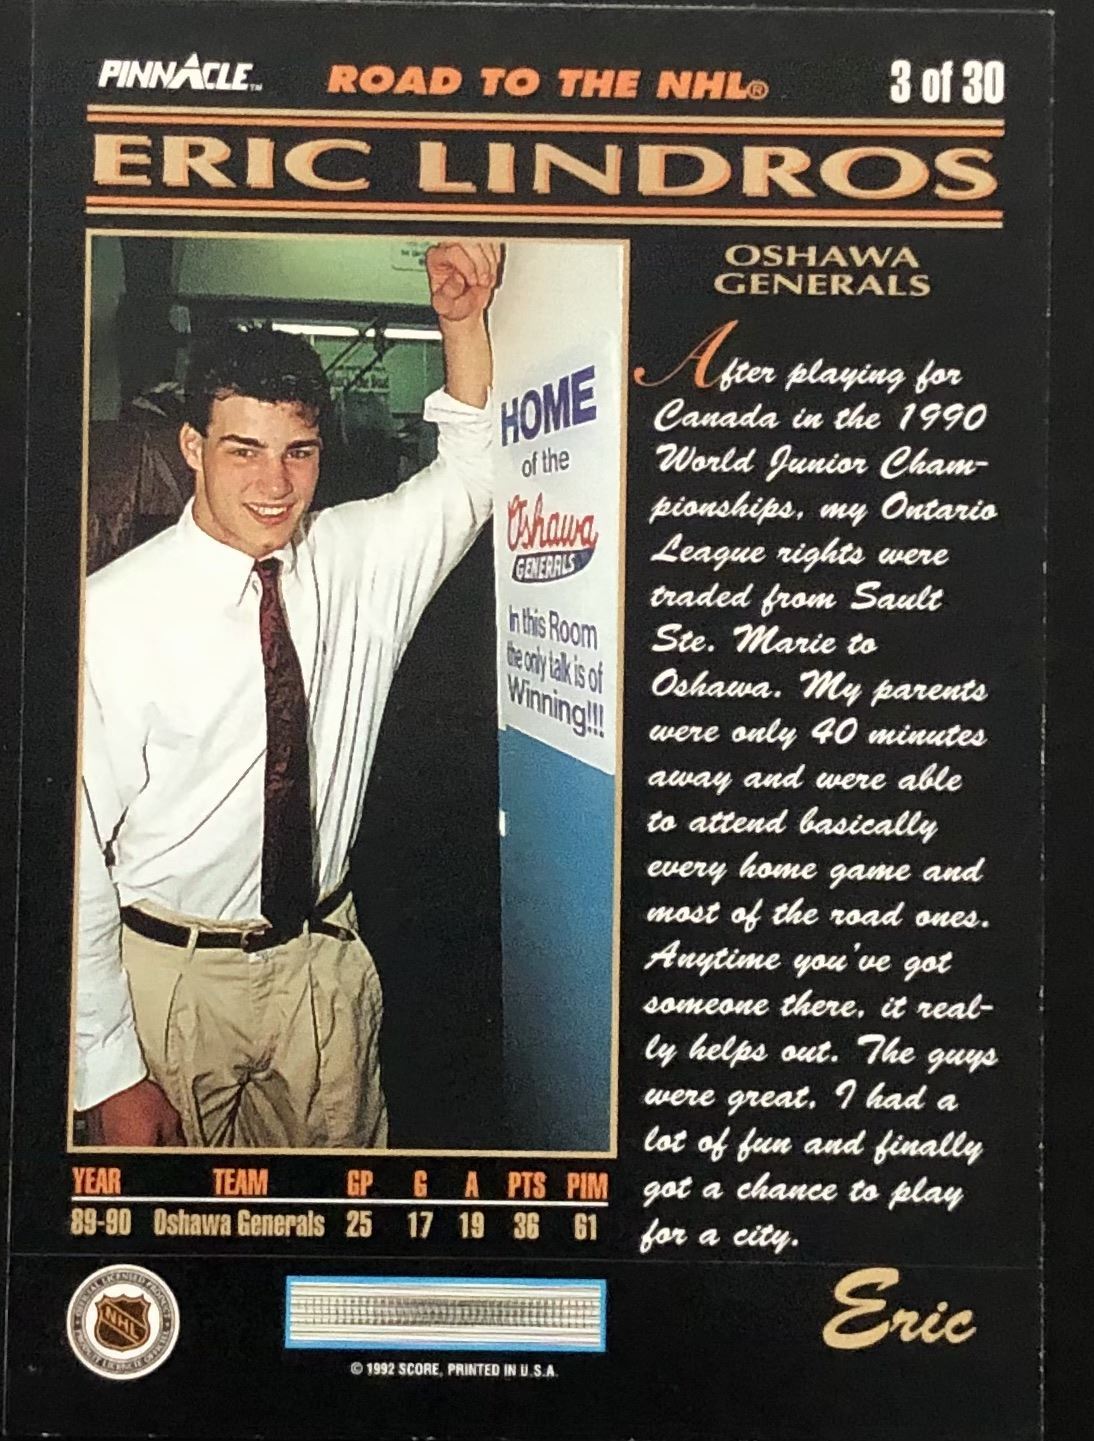 PINNACLE™ ROAD TO THE NHL® 3 of 30
ERIC LINDROS
OSHAWA
GENERALS
After playing for
Canada in the 1990
World Junior Cham-
pionships, my Ontario
League rights were
traded from Sault
Ste. Marie to
Oshawa. My parents
were only 40 minutes
away and were able
to attend basically
every home game and
most of the road ones.
Anytime you've got
someone there, it real-
ly helps out. The guys
were great. I had a
lot of fun and finally
got a chance to play
for a city.
HOME
of the
Oshawa
GENERALS
In this Room
the only talk is of
Winning!!!
YEAR TEAM GP G A PTS PIM
89-90 Oshawa Generals 25 17 19 36 61
NHL
Eric
© 1992 SCORE, PRINTED IN U.S.A.